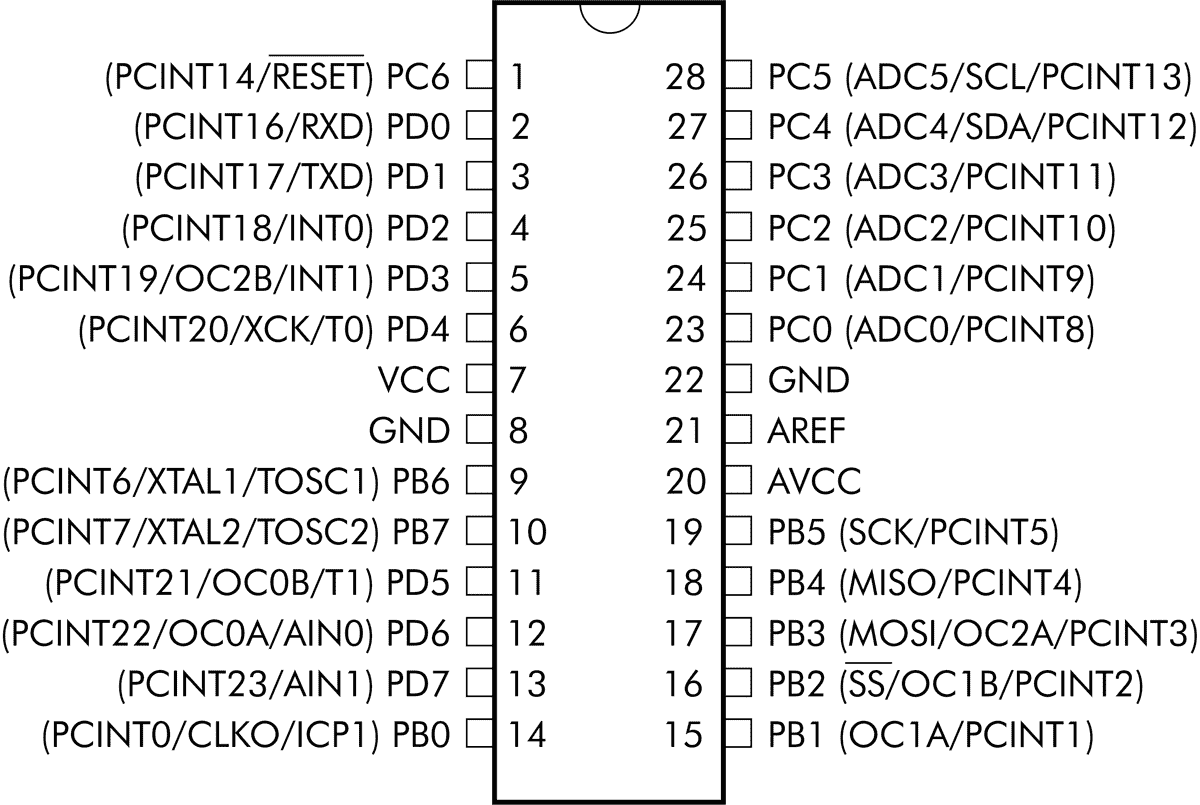 (PCINT14/RESET) PC6 1 28 PC5 (ADC5/SCL/PCINT13)
(PCINT16/RXD) PD0 2 27 PC4 (ADC4/SDA/PCINT12)
(PCINT17/TXD) PD1 3 26 PC3 (ADC3/PCINT11)
(PCINT18/INT0) PD2 4 25 PC2 (ADC2/PCINT10)
(PCINT19/OC2B/INT1) PD3 5 24 PC1 (ADC1/PCINT9)
(PCINT20/XCK/T0) PD4 6 23 PC0 (ADC0/PCINT8)
VCC 7 22 GND
GND 8 21 AREF
(PCINT6/XTAL1/TOSC1) PB6 9 20 AVCC
(PCINT7/XTAL2/TOSC2) PB7 10 19 PB5 (SCK/PCINT5)
(PCINT21/OC0B/T1) PD5 11 18 PB4 (MISO/PCINT4)
(PCINT22/OC0A/AIN0) PD6 12 17 PB3 (MOSI/OC2A/PCINT3)
(PCINT23/AIN1) PD7 13 16 PB2 (SS/OC1B/PCINT2)
(PCINT0/CLKO/ICP1) PB0 14 15 PB1 (OC1A/PCINT1)